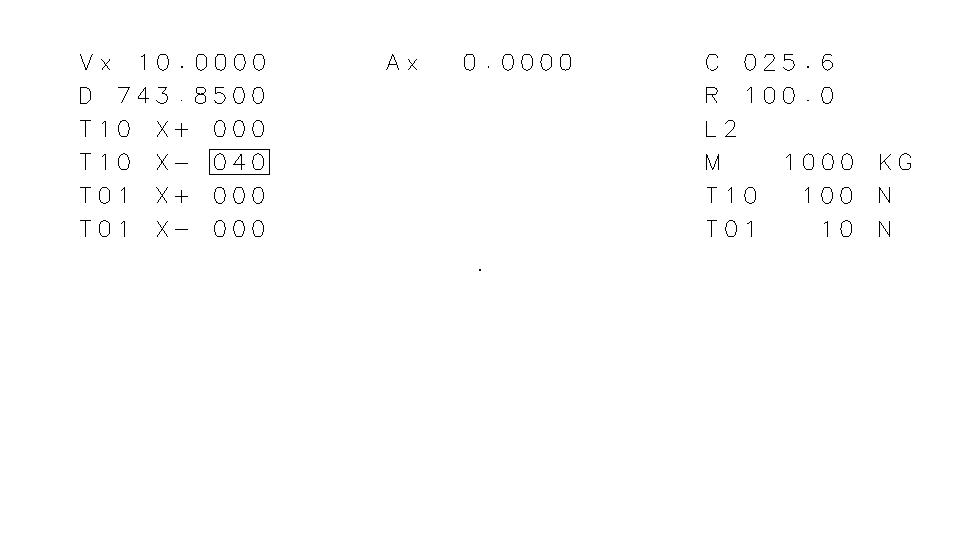 Vx 10.0000 Ax 0.0000 C 025.6
D 743.8500 R 100.0
T10 X+ 000 L2
T10 X- 040 M 1000 KG
T01 X+ 000 T10 100 N
T01 X- 000 T01 10 N